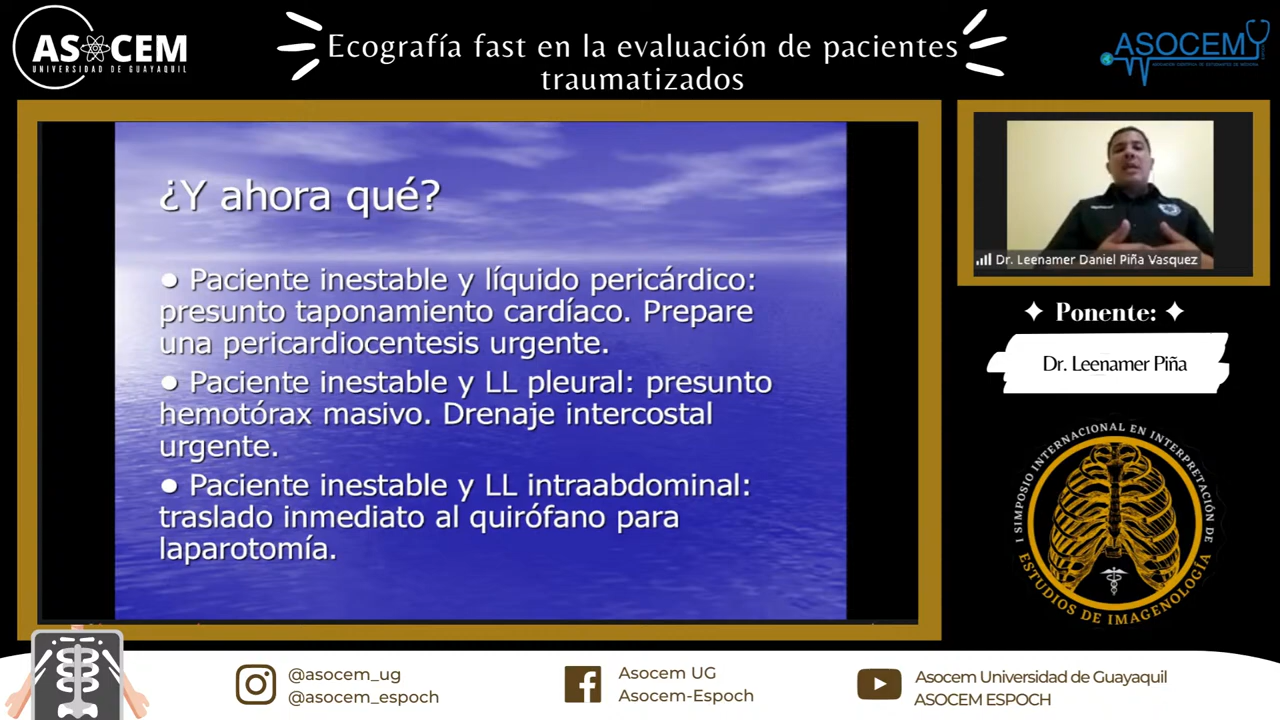 ASOCEM
UNIVERSIDAD DE GUAYAQUIL
Ecografía fast en la evaluación de pacientes
traumatizados
ASOCEM
¿Y ahora qué?
● Paciente inestable y líquido pericárdico:
presunto taponamiento cardíaco. Prepare
una pericardiocentesis urgente.
● Paciente inestable y LL pleural: presunto
hemotórax masivo. Drenaje intercostal
urgente.
● Paciente inestable y LL intraabdominal:
traslado inmediato al quirófano para
laparotomía.
Dr. Leenamer Daniel Piña Vasquez
Ponente:
Dr. Leenamer Piña
I SIMPOSIO INTERNACIONAL EN INTERPRETACIÓN DE
ESTUDIOS DE IMAGENOLOGÍA
@asocem_ug
@asocem_espoch
Asocem UG
Asocem-Espoch
Asocem Universidad de Guayaquil
ASOCEM ESPOCH